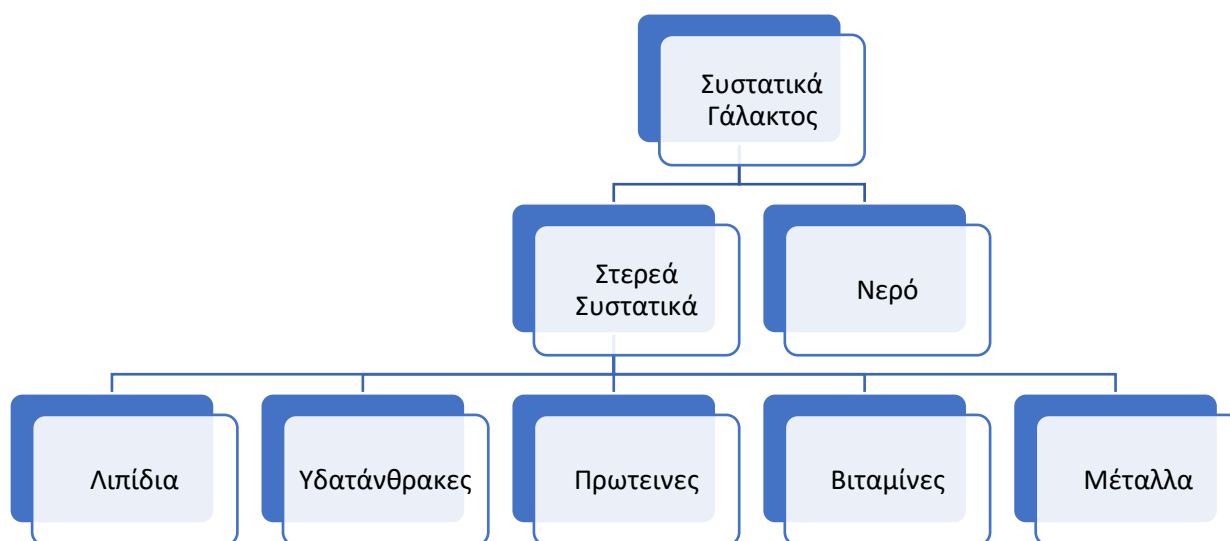 Συστατικά
Γάλακτος
Στερεά
Συστατικά
Νερό
Λιπίδια
Υδατάνθρακες
Πρωτεινες
Βιταμίνες
Μέταλλα